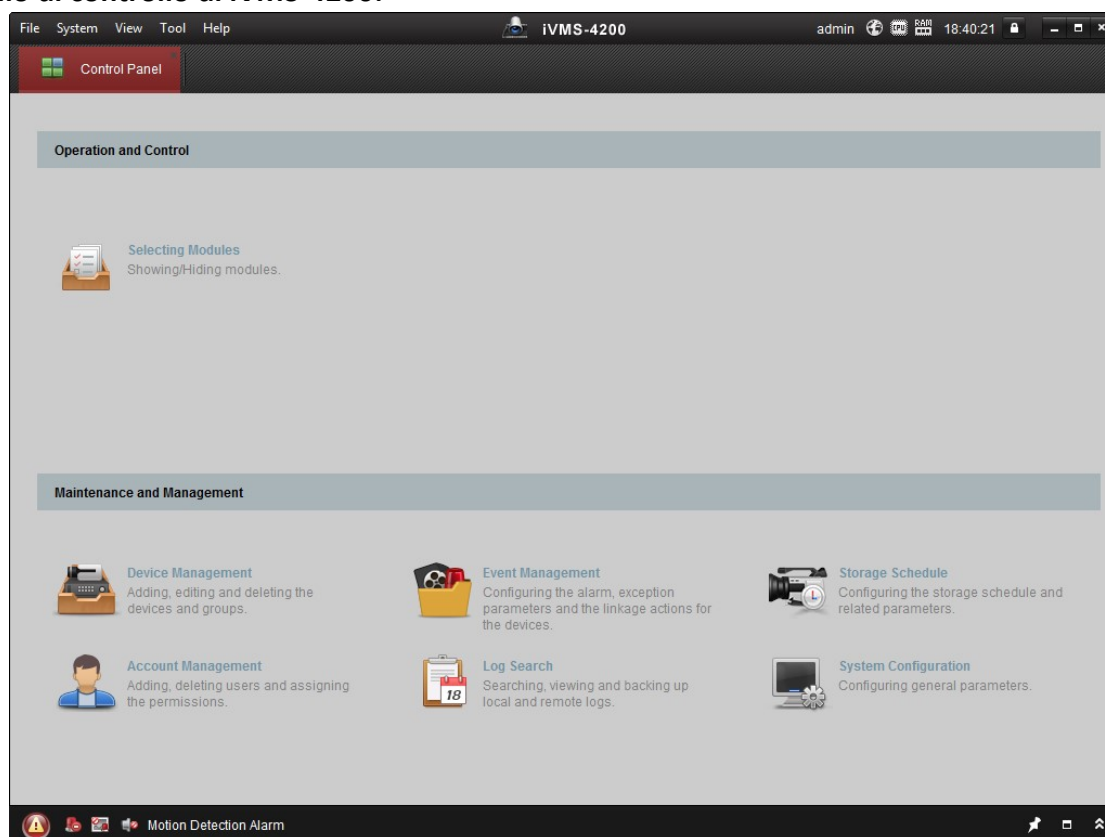 File System View Tool Help iVMS-4200 admin CPU RAM 18:40:21
Control Panel
Operation and Control
Selecting Modules
Showing/Hiding modules.
Maintenance and Management
Device Management
Adding, editing and deleting the
devices and groups.
Event Management
Configuring the alarm, exception
parameters and the linkage actions for
the devices.
Storage Schedule
Configuring the storage schedule and
related parameters.
Account Management
Adding, deleting users and assigning
the permissions.
18
Log Search
Searching, viewing and backing up
local and remote logs.
System Configuration
Configuring general parameters.
Motion Detection Alarm